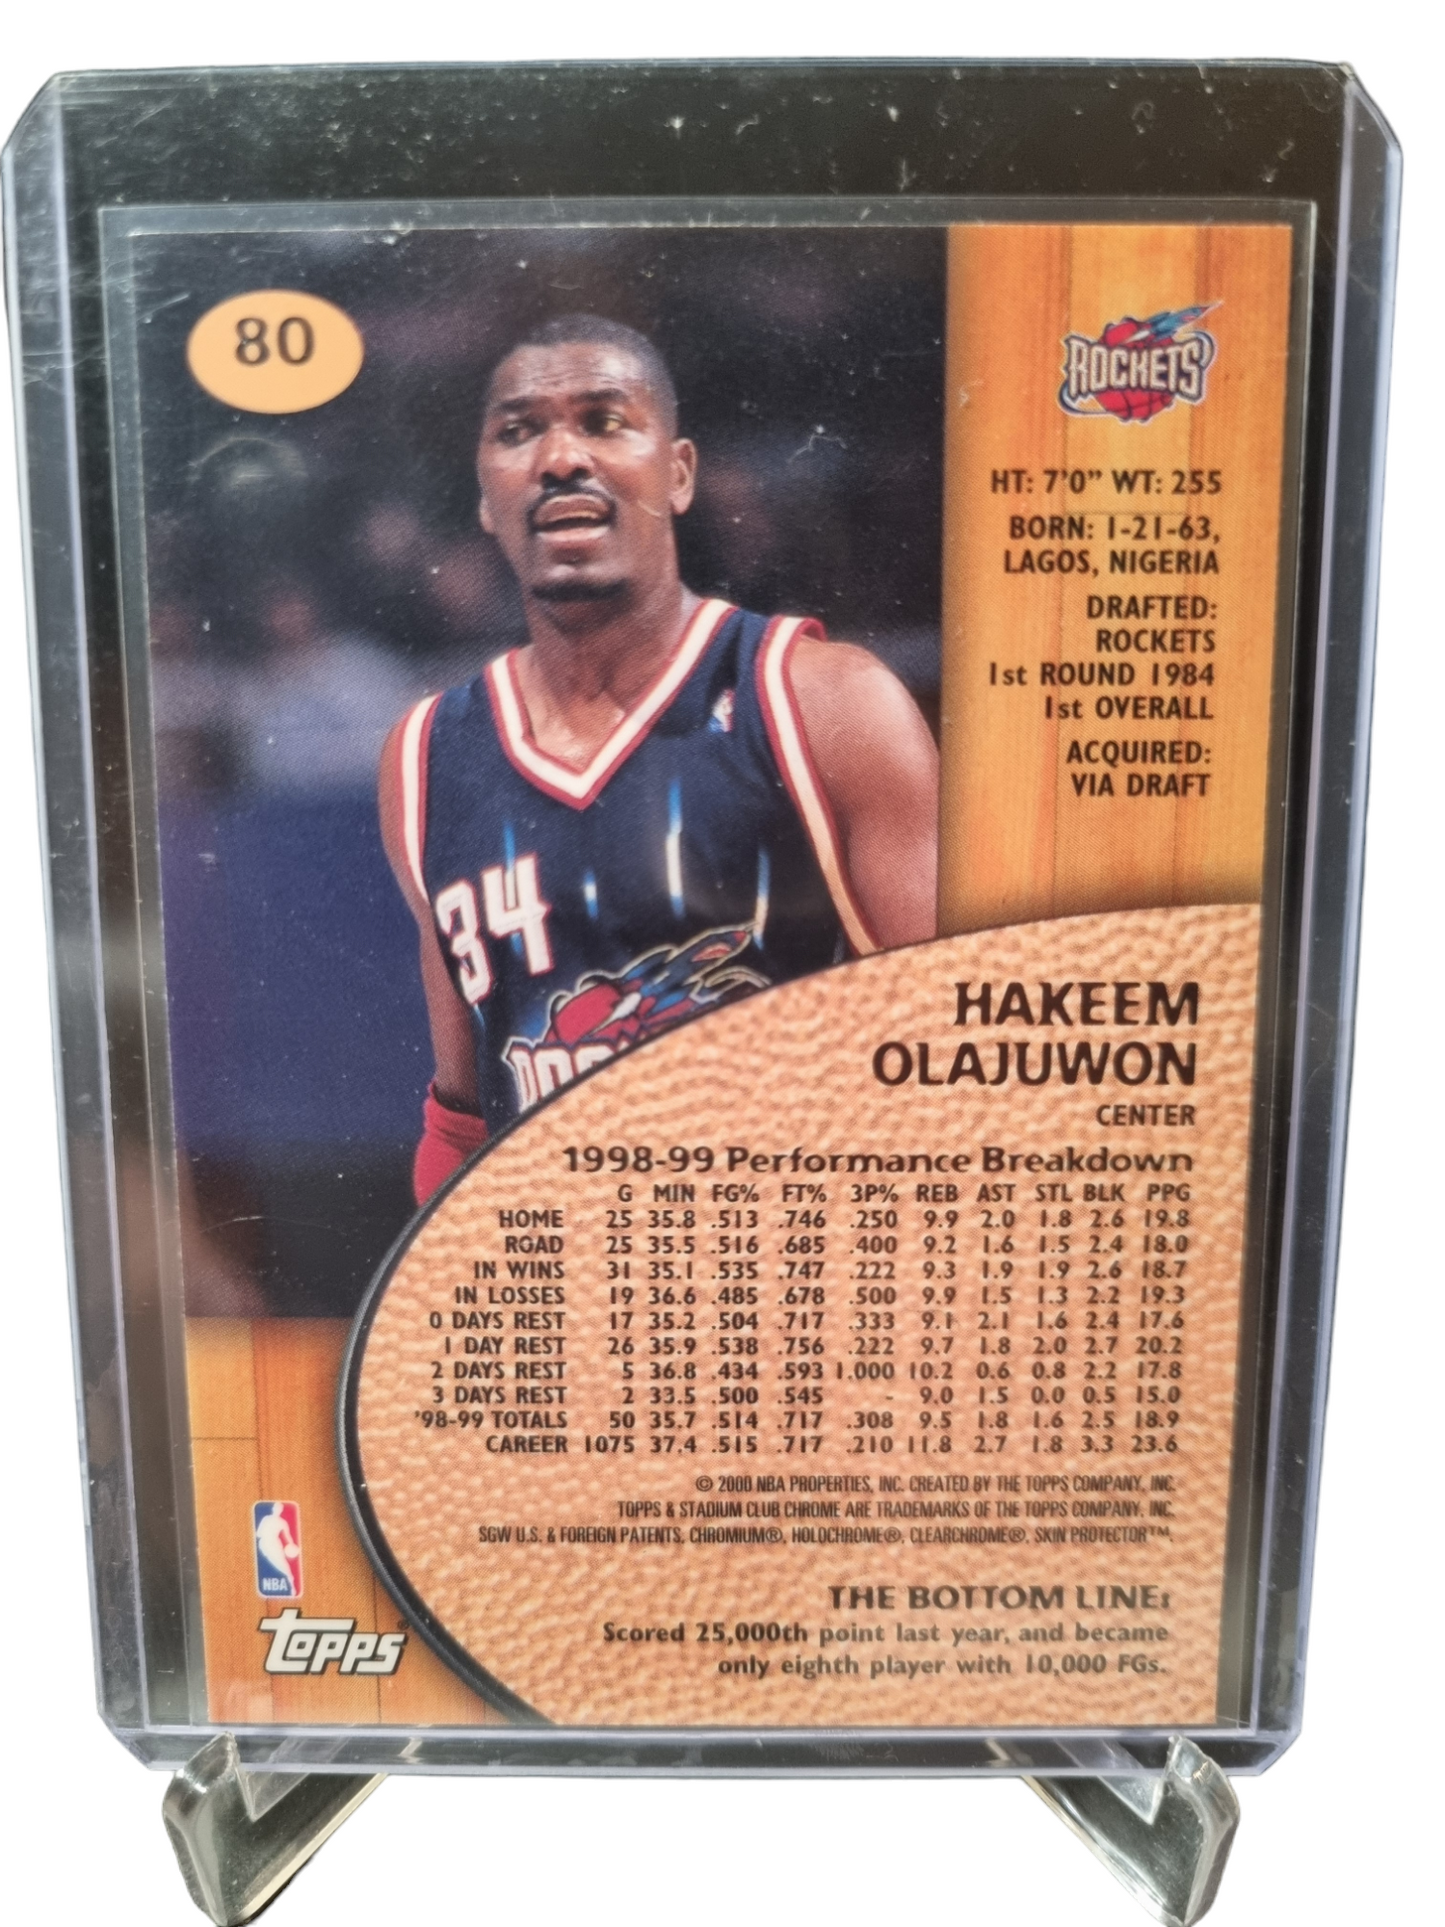 80
ROCKETS
HT: 7'0" WT: 255
BORN: 1-21-63,
LAGOS, NIGERIA
DRAFTED:
ROCKETS
1st ROUND 1984
1st OVERALL
ACQUIRED:
VIA DRAFT
34
HAKEEM
OLAJUWON
CENTER
1998-99 Performance Breakdown
G MIN FG% FT% 3P% REB AST STL BLK PPG
HOME 25 35.8 .513 .746 .250 9.9 2.0 1.8 2.6 19.8
ROAD 25 35.5 .516 .685 .400 9.2 1.6 1.5 2.4 18.0
IN WINS 31 35.1 .535 .747 .222 9.3 1.9 1.9 2.6 18.7
IN LOSSES 19 36.6 .485 .678 .500 9.9 1.5 1.3 2.2 19.3
0 DAYS REST 17 35.2 .504 .717 .333 9.1 2.1 1.6 2.4 17.6
1 DAY REST 26 35.9 .538 .756 .222 9.7 1.8 2.0 2.7 20.2
2 DAYS REST 5 36.8 .434 .593 1.000 10.2 0.6 0.8 2.2 17.8
3 DAYS REST 2 33.5 .500 .545 - 9.0 1.5 0.0 0.5 15.0
'98-99 TOTALS 50 35.7 .514 .717 .308 9.5 1.8 1.6 2.5 18.9
CAREER 1075 37.4 .515 .717 .210 11.8 2.7 1.8 3.3 23.6
© 2000 NBA PROPERTIES, INC. CREATED BY THE TOPPS COMPANY, INC.
TOPPS & STADIUM CLUB CHROME ARE TRADEMARKS OF THE TOPPS COMPANY, INC.
SGW U.S. & FOREIGN PATENTS, CHROMIUM®, HOLOCHROME®, CLEARCHROME®, SKIN PROTECTOR™.
NBA
TOPPS®
THE BOTTOM LINE:
Scored 25,000th point last year, and became
only eighth player with 10,000 FGs.